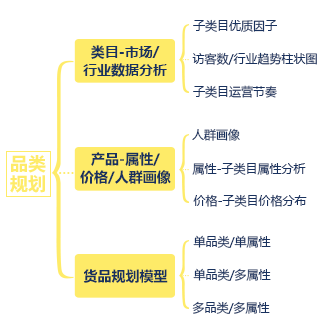 品类
规划
类目-市场/
行业数据分析
子类目优质因子
访客数/行业趋势柱状图
子类目运营节奏
产品-属性/
价格/人群画像
人群画像
属性-子类目属性分析
价格-子类目价格分布
货品规划模型
单品类/单属性
单品类/多属性
多品类/多属性